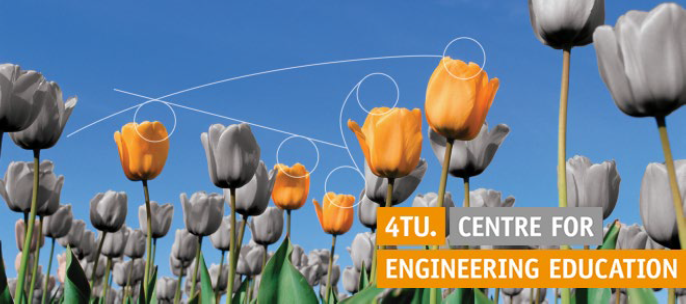 4TU. CENTRE FOR
ENGINEERING EDUCATION